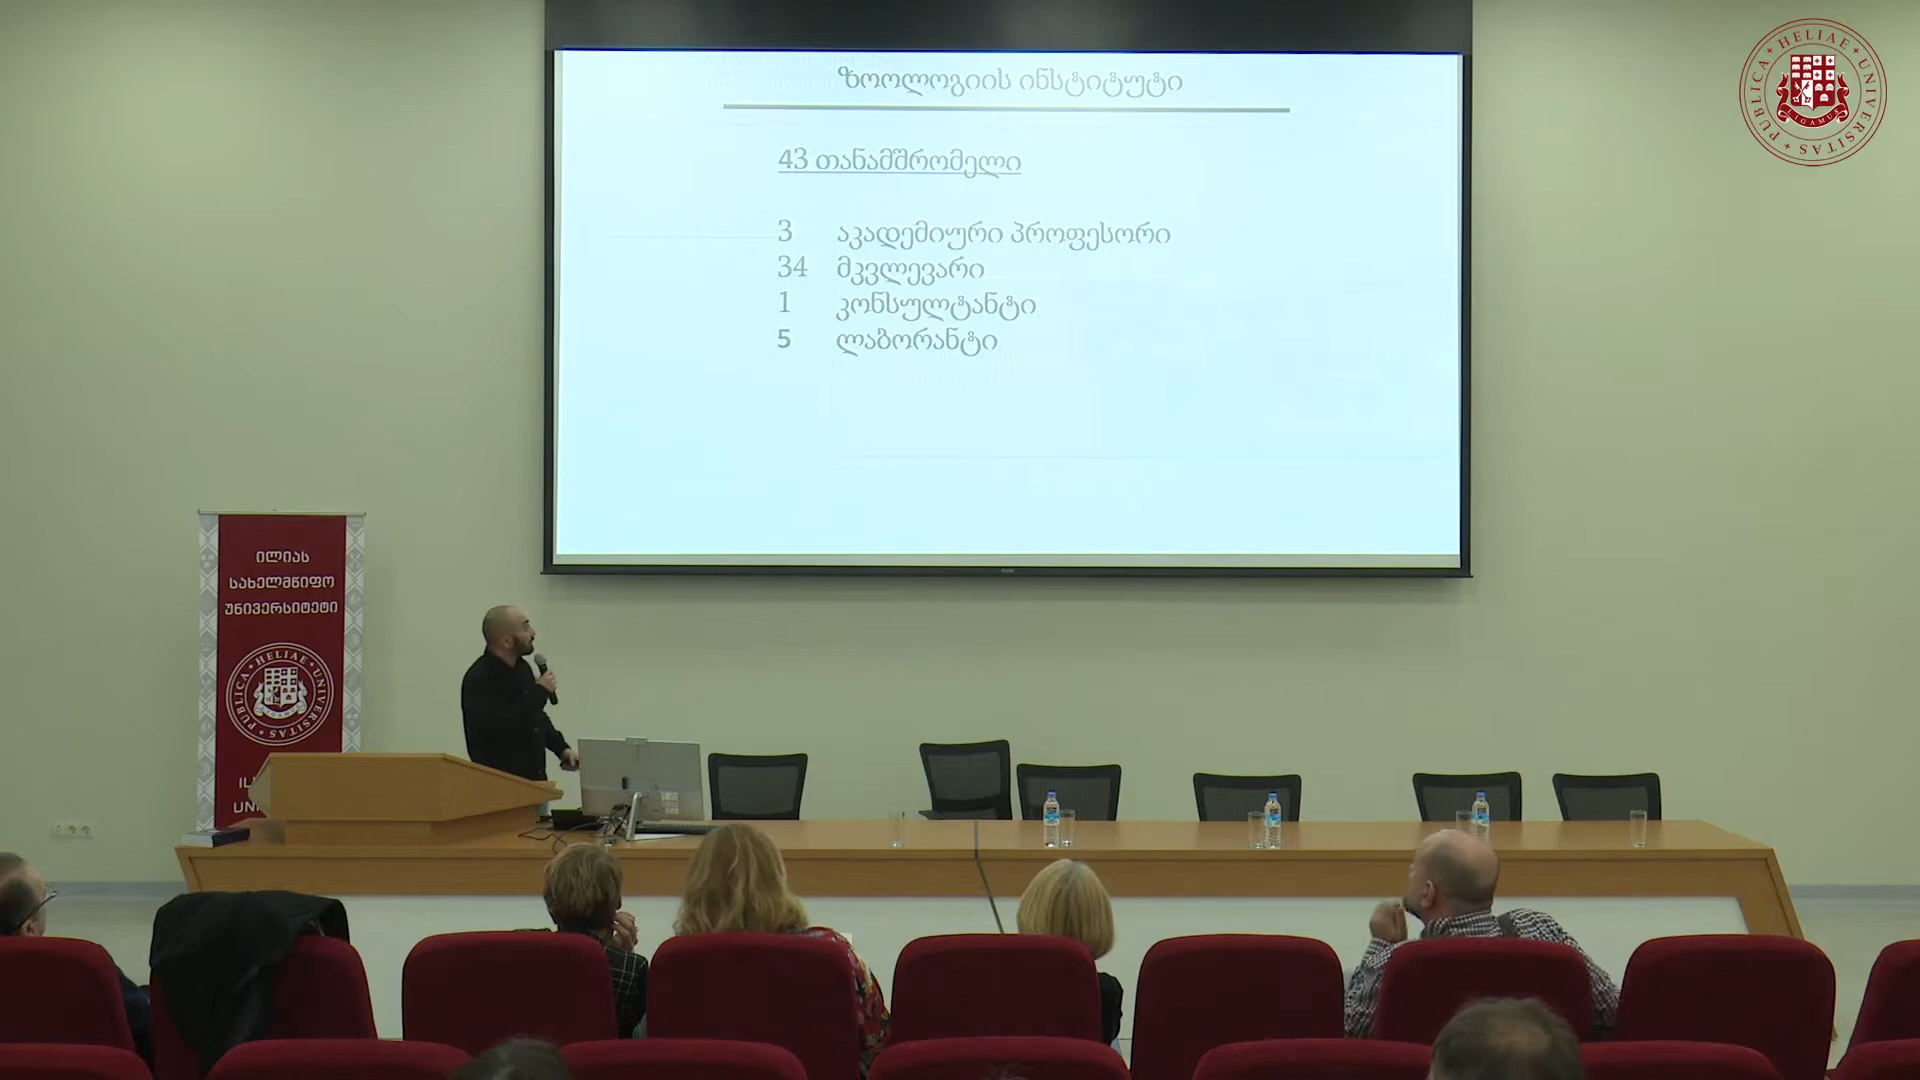 ზოოლოგიის ინსტიტუტი
43 თანამშრომელი
3 აკადემიური პროფესორი
34 მკვლევარი
1 კონსულტანტი
5 ლაბორანტი
ილიას
სახელმწიფო
უნივერსიტეტი
HELIAE UNIVERSITAS PUBLICA
LIGAMUS
HELIAE UNIVERSITAS PUBLICA